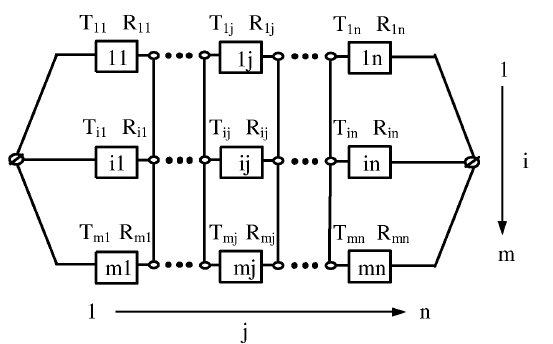 T11 R11 T1j R1j T1n R1n
11 1j 1n
1
Ti1 Ri1 Tij Rij Tin Rin
i1 ij in
i
Tm1 Rm1 Tmj Rmj Tmn Rmn
m1 mj mn
m
1 n
j